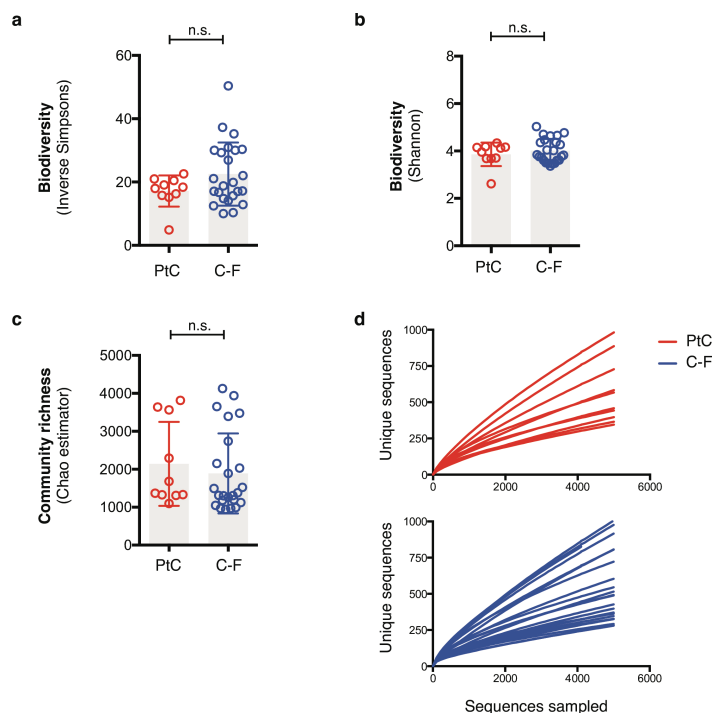 a
n.s.
Biodiversity
(Inverse Simpsons)
60
40
20
0
PtC
C-F
b
n.s.
Biodiversity
(Shannon)
8
6
4
2
0
PtC
C-F
c
n.s.
Community richness
(Chao estimator)
5000
4000
3000
2000
1000
0
PtC
C-F
d
Unique sequences
1000
750
500
250
0
0
2000
4000
6000
PtC
C-F
Unique sequences
1000
750
500
250
0
0
2000
4000
6000
Sequences sampled